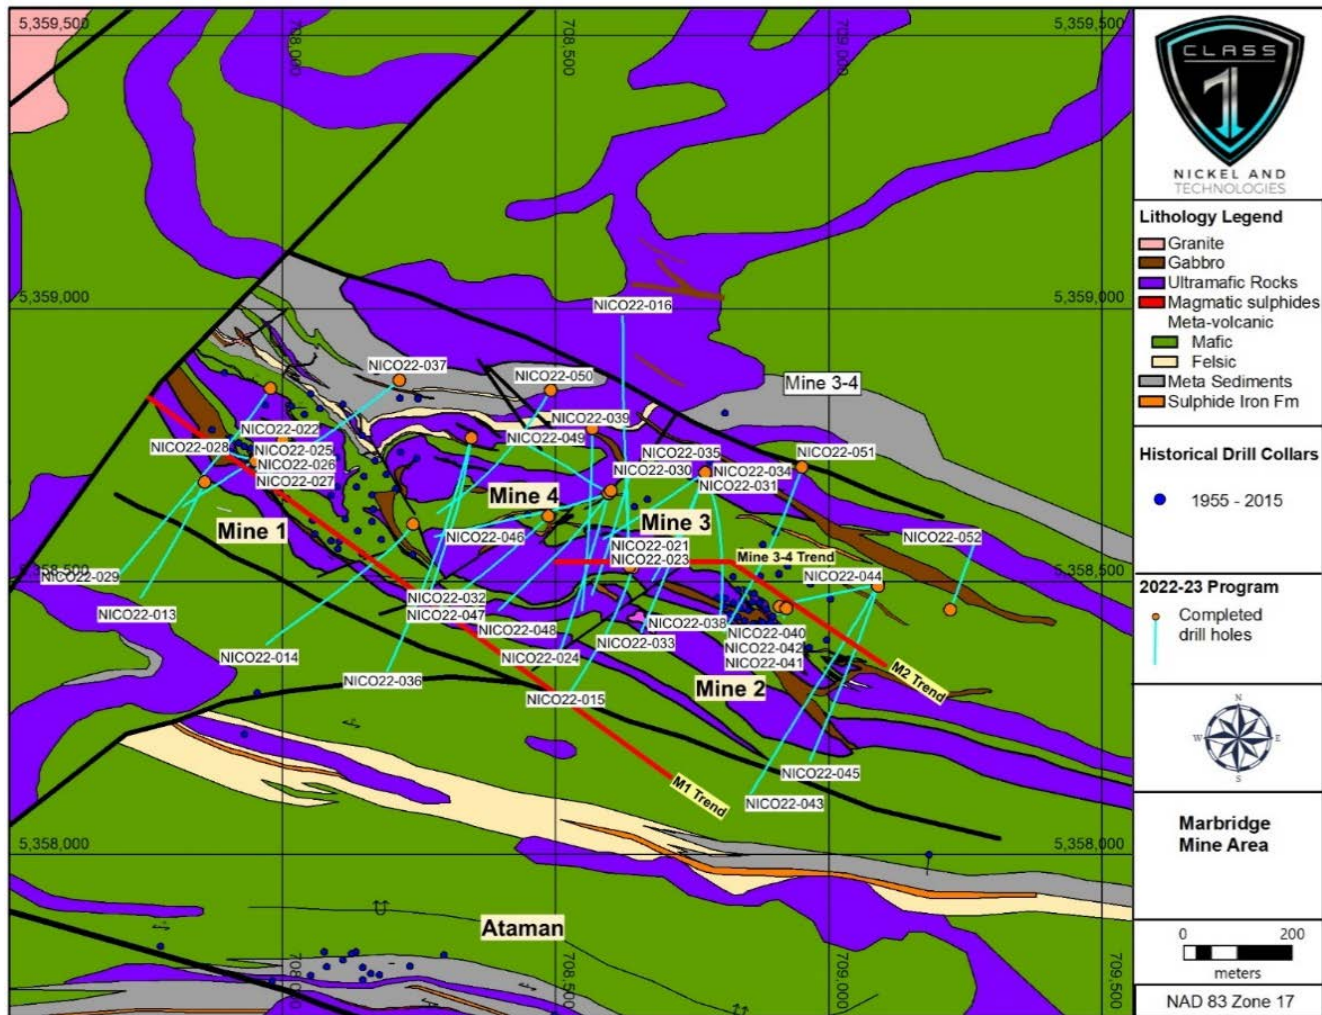 5,359,500
708,000
708,500
709,000
5,359,500
5,359,000
5,359,000
NICO22-016
NICO22-037
NICO22-050
Mine 3-4
NICO22-039
NICO22-022
NICO22-049
NICO22-028
NICO22-025
NICO22-035
NICO22-051
NICO22-026
NICO22-030
NICO22-034
NICO22-027
NICO22-031
Mine 4
Mine 1
Mine 3
NICO22-046
NICO22-052
NICO22-021
NICO22-023
Mine 3-4 Trend
5,358,500
5,358,500
NICO22-029
NICO22-044
NICO22-013
NICO22-032
NICO22-047
NICO22-048
NICO22-038
NICO22-040
NICO22-033
NICO22-042
NICO22-014
NICO22-024
NICO22-041
M2 Trend
NICO22-036
Mine 2
NICO22-015
NICO22-045
M1 Trend
NICO22-043
5,358,000
5,358,000
Ataman
708,000
708,500
709,000
709,500
CLASS
1
NICKEL AND
TECHNOLOGIES
Lithology Legend
Granite
Gabbro
Ultramafic Rocks
Magmatic sulphides
Meta-volcanic
Mafic
Felsic
Meta Sediments
Sulphide Iron Fm
Historical Drill Collars
1955 - 2015
2022-23 Program
Completed
drill holes
N
W
E
S
Marbridge
Mine Area
0 200
meters
NAD 83 Zone 17